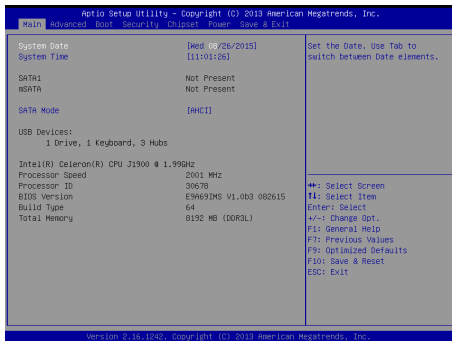 Aptio Setup Utility – Copyright (C) 2013 American Megatrends, Inc.
Main Advanced Boot Security Chipset Power Save & Exit
System Date [Wed 08/26/2015]
System Time [11:01:26]
SATA1 Not Present
mSATA Not Present
SATA Mode [AHCI]
USB Devices:
1 Drive, 1 Keyboard, 3 Hubs
Intel(R) Celeron(R) CPU J1900 @ 1.99GHz
Processor Speed 2001 MHz
Processor ID 30678
BIOS Version E9A69IMS V1.0b3 082615
Build Type 64
Total Memory 8192 MB (DDR3L)
Set the Date. Use Tab to
switch between Date elements.
→←: Select Screen
↑↓: Select Item
Enter: Select
+/-: Change Opt.
F1: General Help
F7: Previous Values
F9: Optimized Defaults
F10: Save & Reset
ESC: Exit
Version 2.16.1242. Copyright (C) 2013 American Megatrends, Inc.